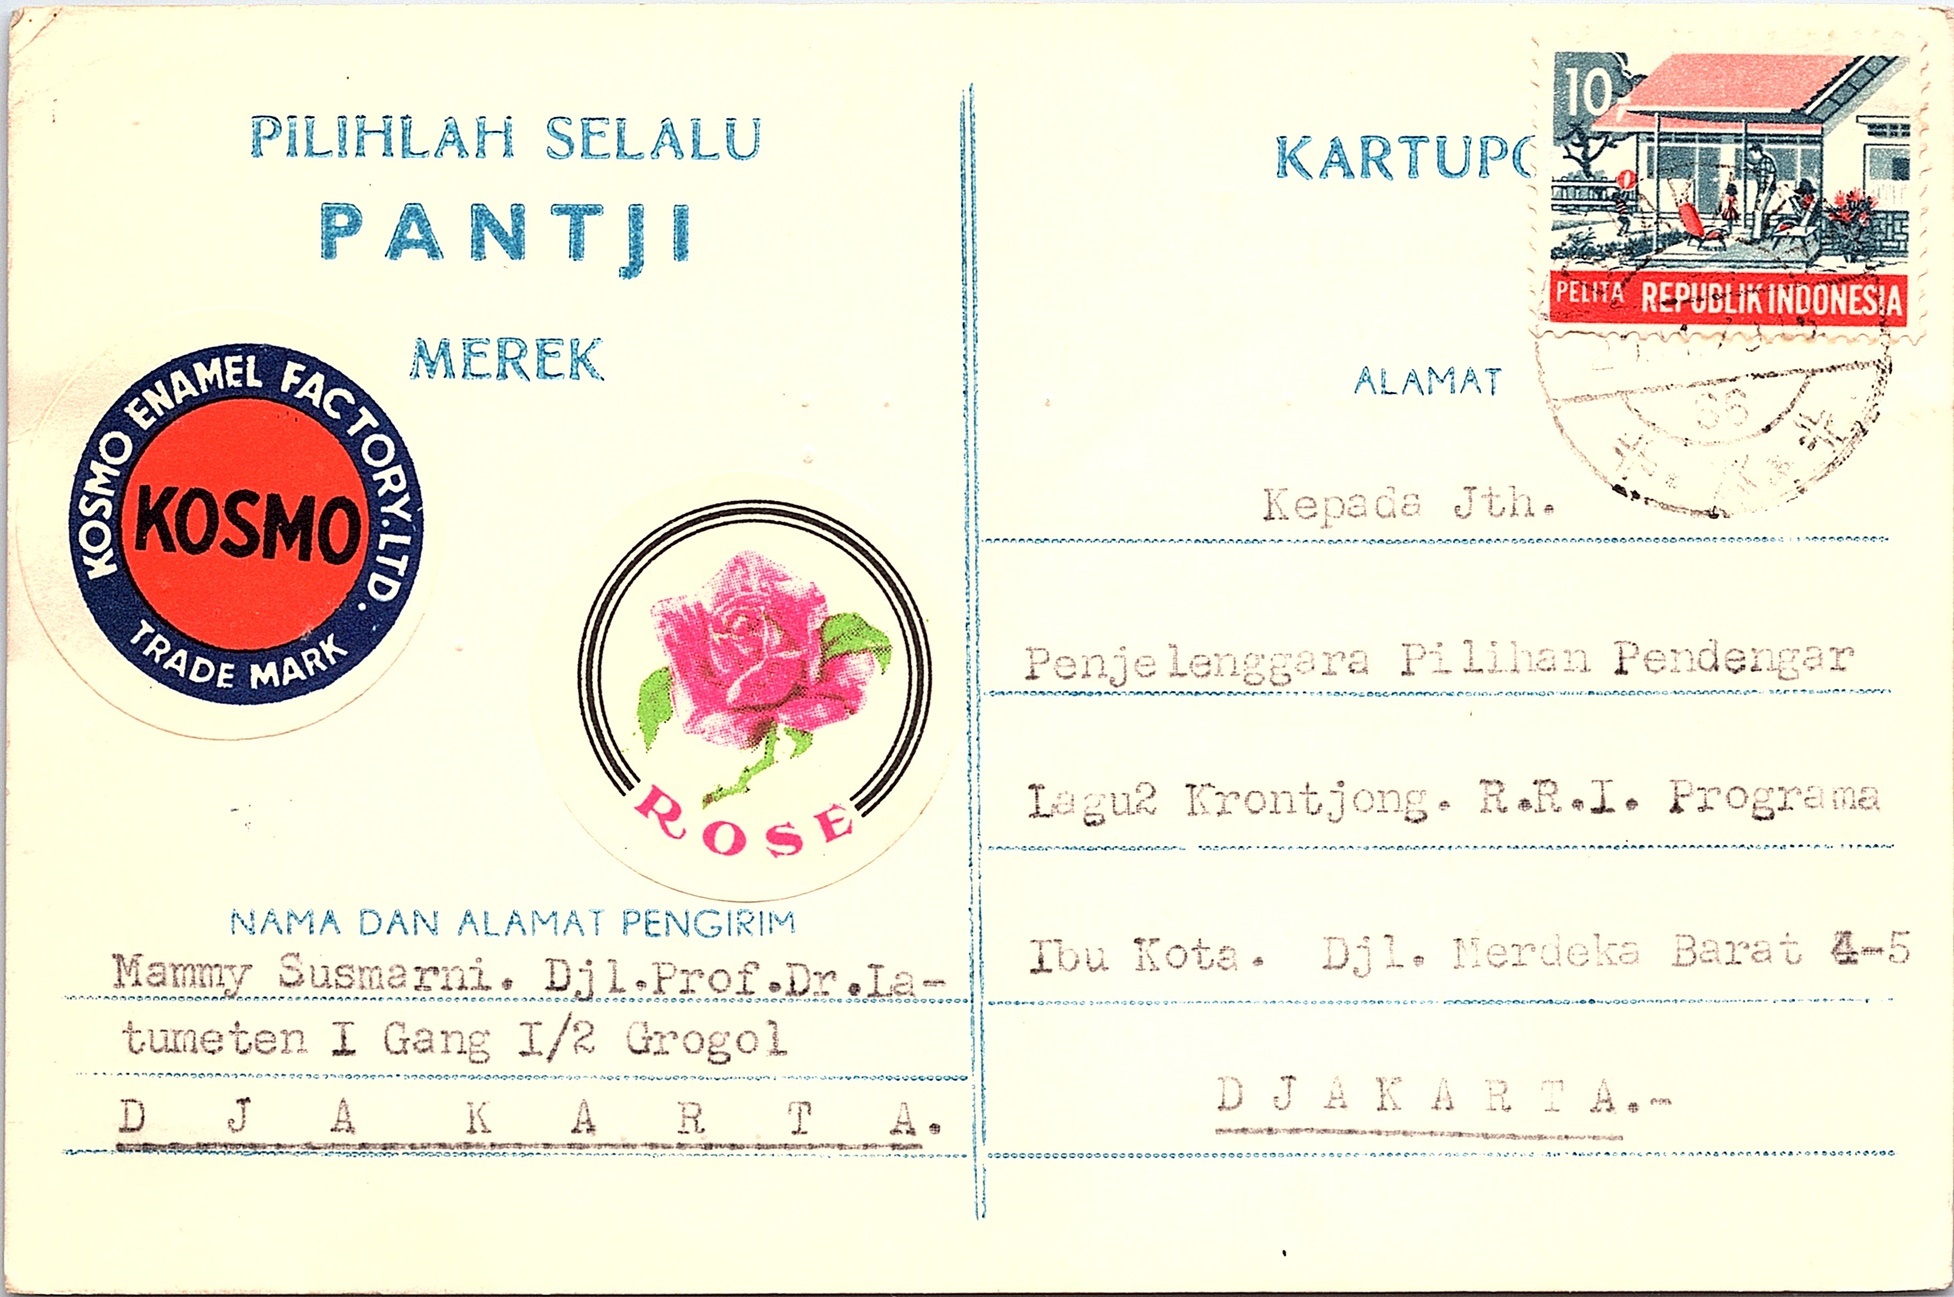 PILIHLAH SELALU
PANTJI
MEREK
KOSMO ENAMEL FACTORY. LTD.
KOSMO
TRADE MARK
ROSE
NAMA DAN ALAMAT PENGIRIM
Mammy Susmarni. Djl.Prof.Dr.La-
tumeten I Gang I/2 Grogol
D J A K A R T A.
10
PELITA REPUBLIK INDONESIA
ALAMAT
Kepada Jth.
Penjelenggara Pilihan Pendengar
Lagu2 Krontjong. R.R.I. Programa
Ibu Kota. Djl. Merdeka Barat 4-5
D J A K A R T A.-